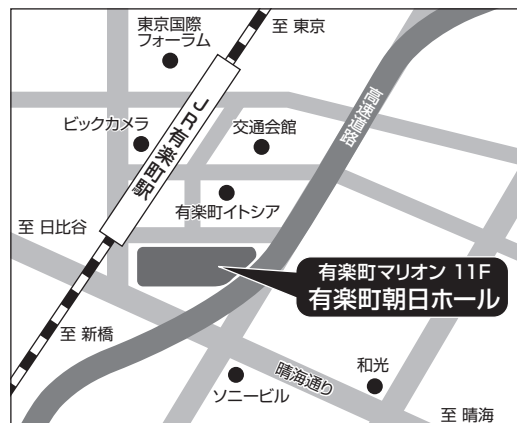 東京国際
フォーラム
至 東京
ビックカメラ
JR有楽町駅
交通会館
高速道路
有楽町イトシア
至 日比谷
有楽町マリオン 11F
有楽町朝日ホール
至 新橋
ソニービル
晴海通り
和光
至 晴海